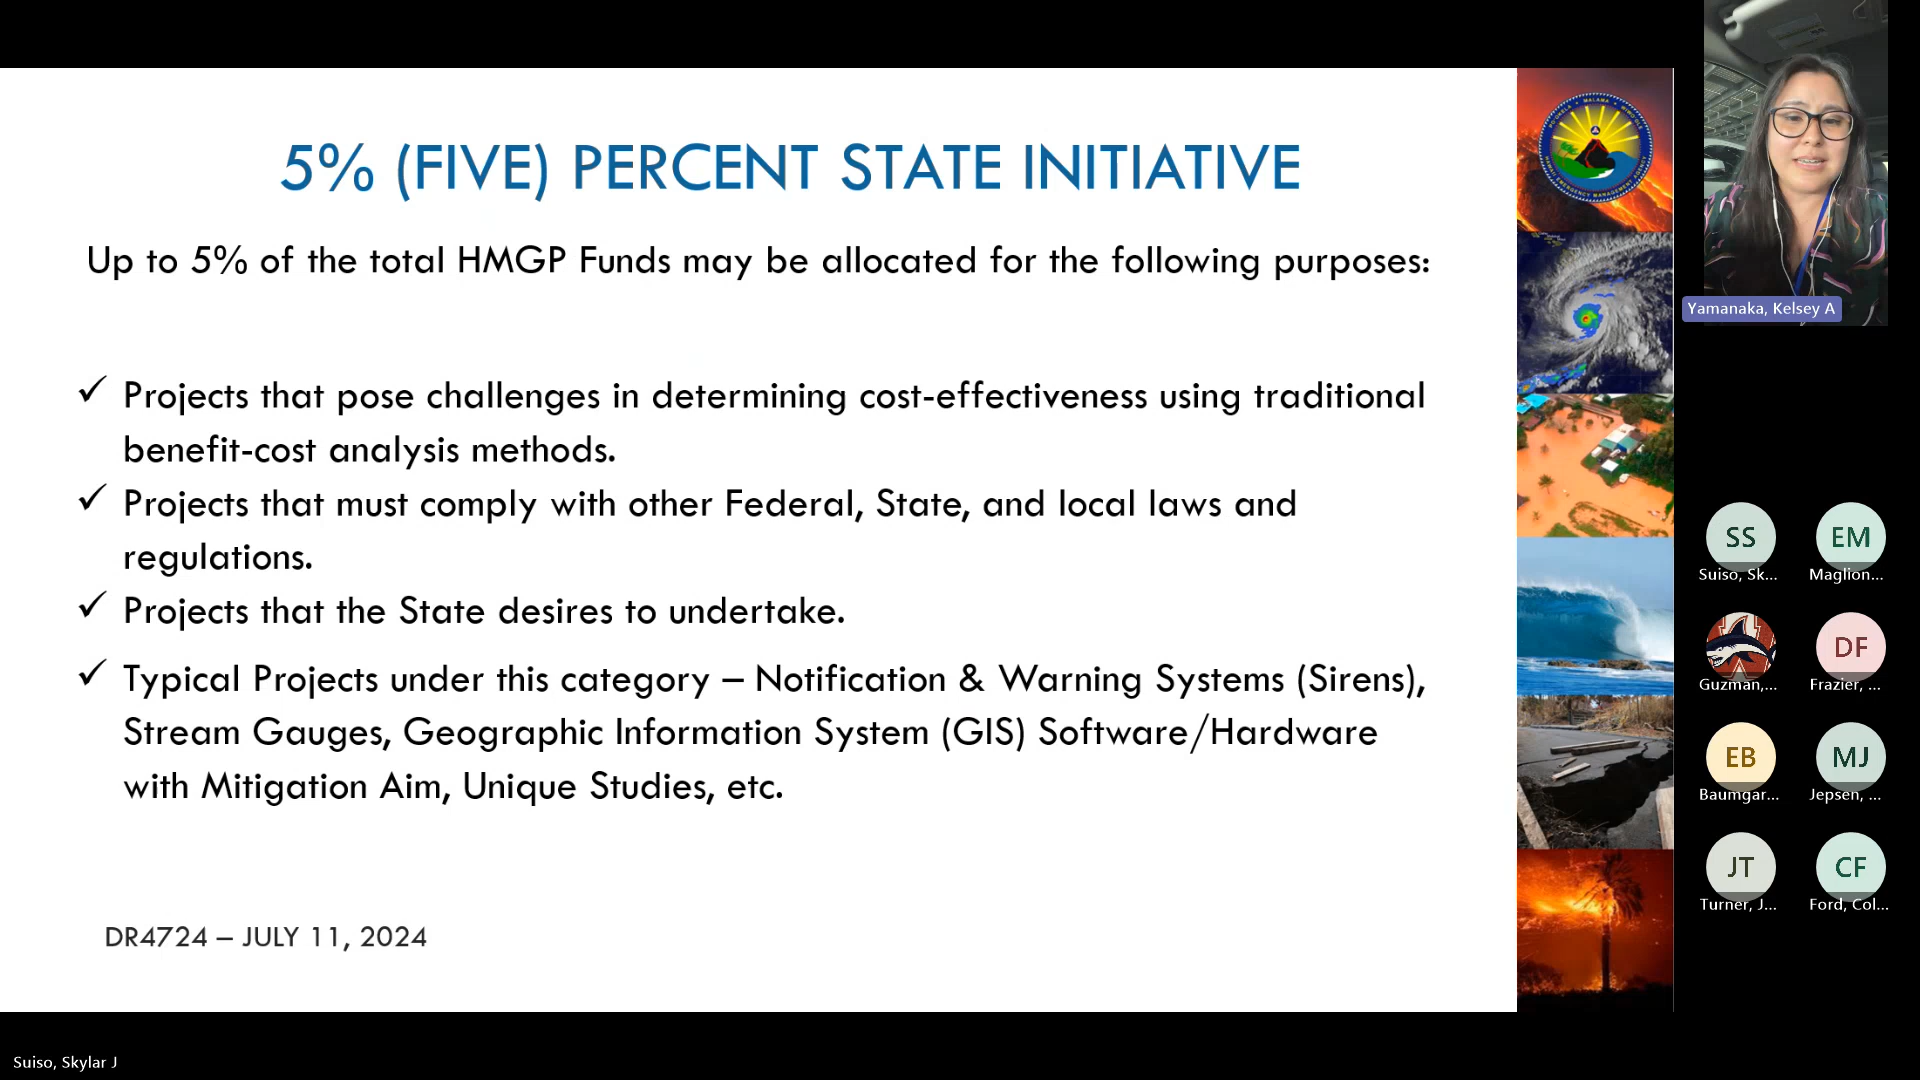 5% (FIVE) PERCENT STATE INITIATIVE
Up to 5% of the total HMGP Funds may be allocated for the following purposes:
✓ Projects that pose challenges in determining cost-effectiveness using traditional
benefit-cost analysis methods.
✓ Projects that must comply with other Federal, State, and local laws and
regulations.
✓ Projects that the State desires to undertake.
✓ Typical Projects under this category – Notification & Warning Systems (Sirens),
Stream Gauges, Geographic Information System (GIS) Software/Hardware
with Mitigation Aim, Unique Studies, etc.
DR4724 – JULY 11, 2024
Yamanaka, Kelsey A
SS
Suiso, Sk...
EM
Maglion...
Guzman,...
DF
Frazier, ...
EB
Baumgar...
MJ
Jepsen, ...
JT
Turner, J...
CF
Ford, Col...
Suiso, Skylar J